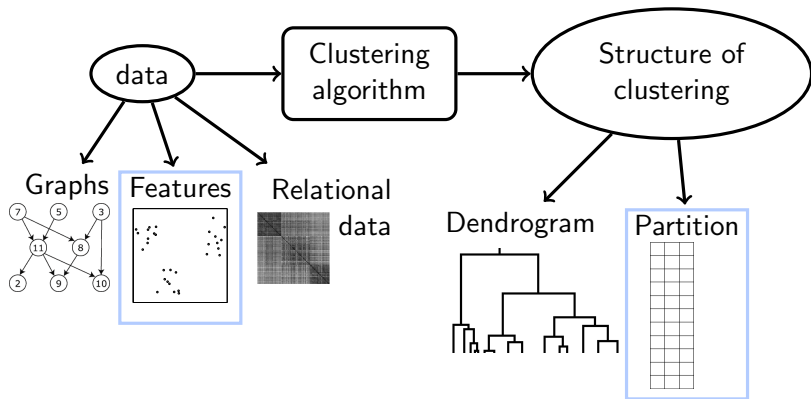 data
Clustering
algorithm
Structure of
clustering
Graphs
Features
Relational
data
Dendrogram
Partition
7 5 3
11 8
2 9 10